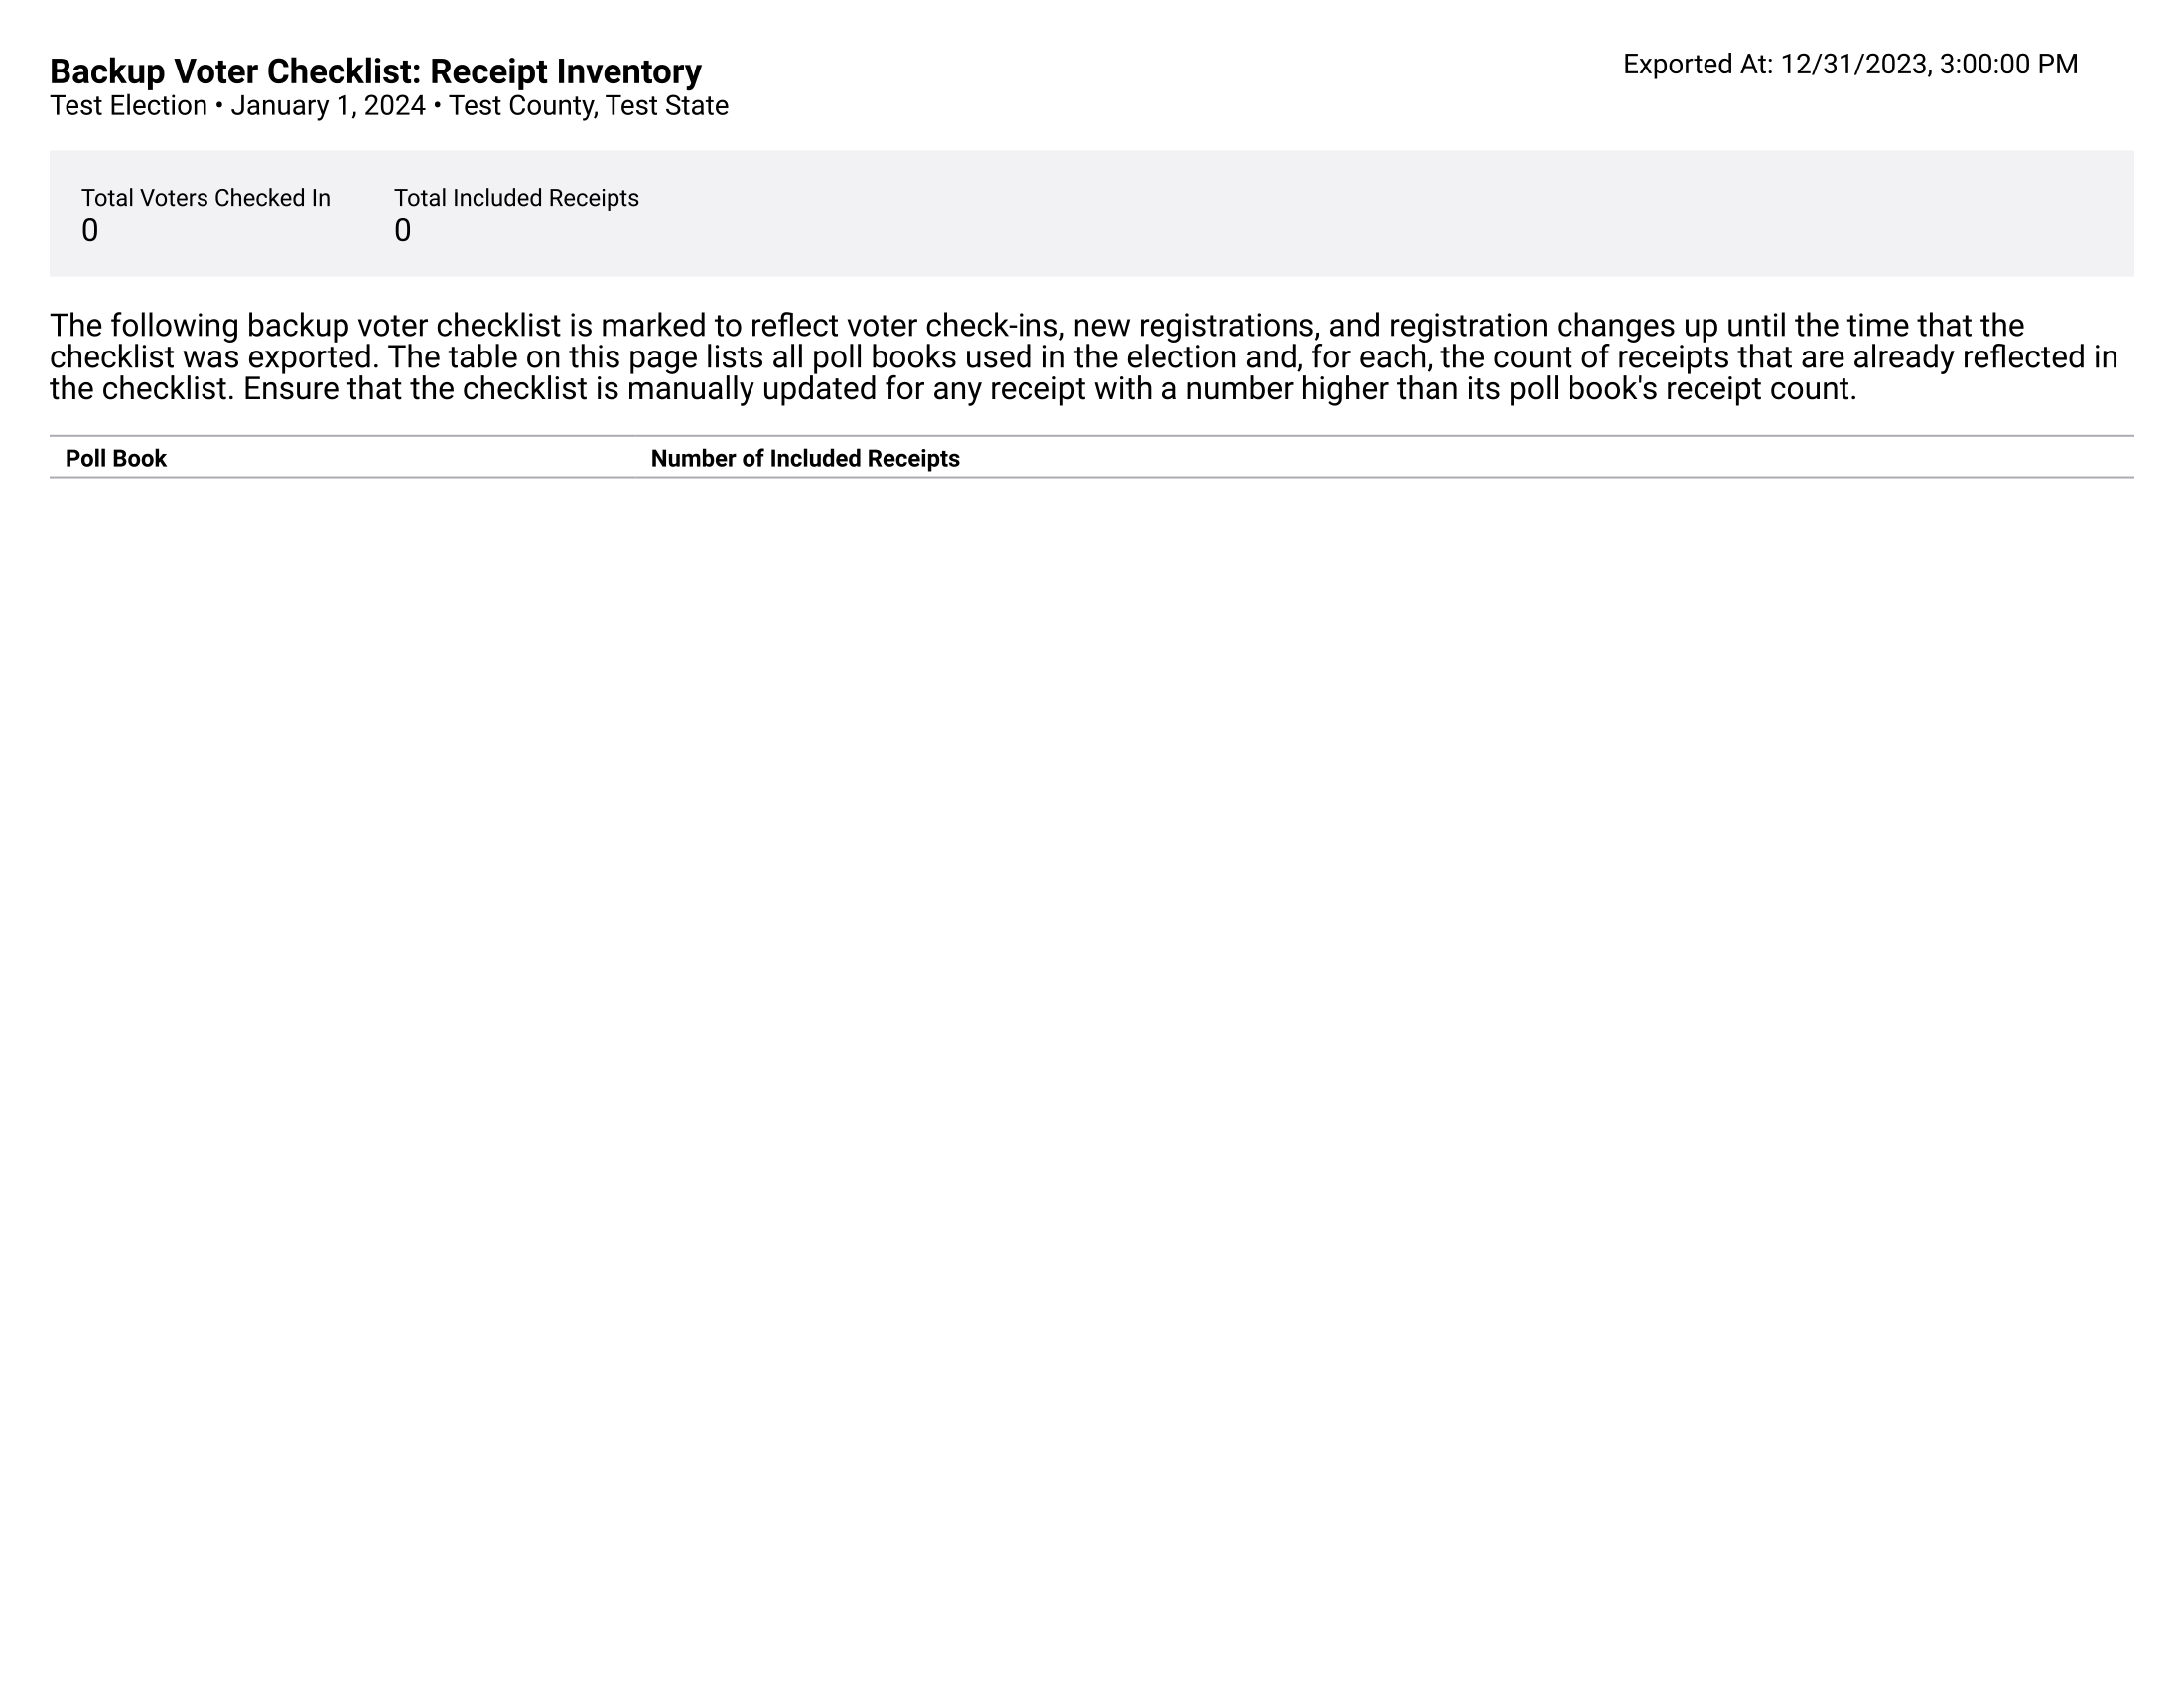 Backup Voter Checklist: Receipt Inventory
Exported At: 12/31/2023, 3:00:00 PM
Test Election • January 1, 2024 • Test County, Test State
Total Voters Checked In
0
Total Included Receipts
0
The following backup voter checklist is marked to reflect voter check-ins, new registrations, and registration changes up until the time that the
checklist was exported. The table on this page lists all poll books used in the election and, for each, the count of receipts that are already reflected in
the checklist. Ensure that the checklist is manually updated for any receipt with a number higher than its poll book's receipt count.
Poll Book Number of Included Receipts